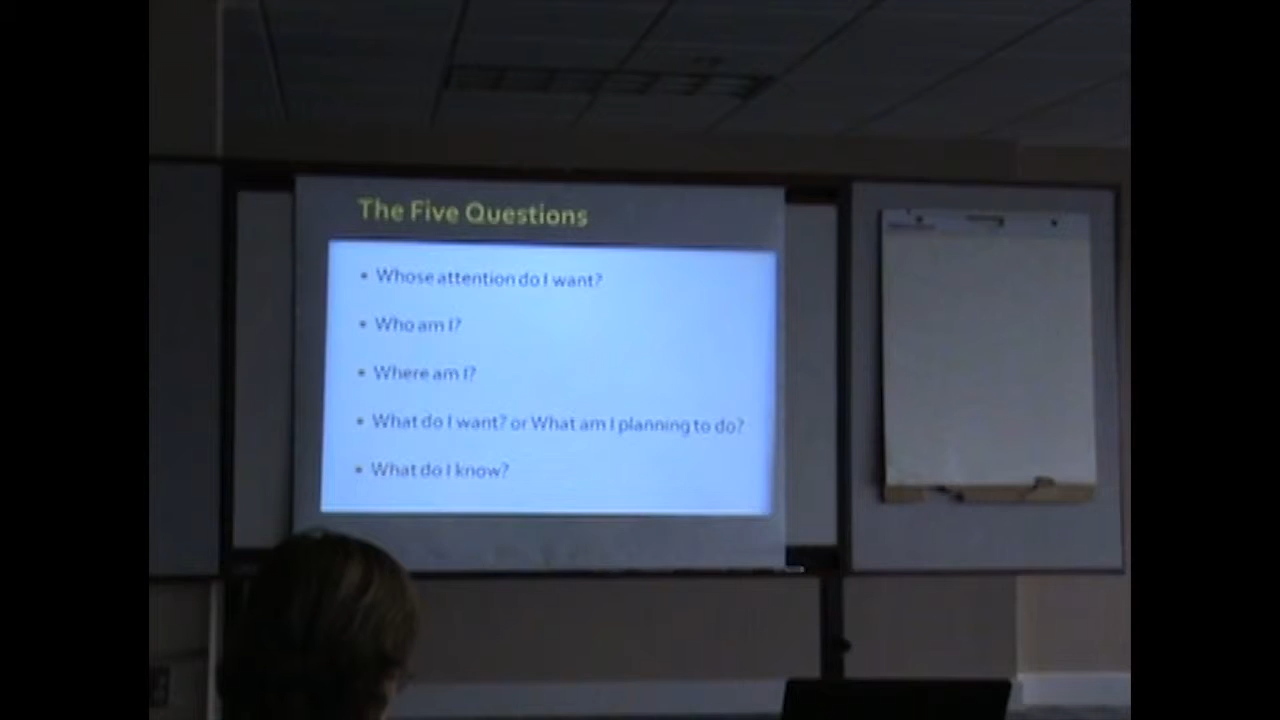 The Five Questions
• Whose attention do I want?
• Who am I?
• Where am I?
• What do I want? or What am I planning to do?
• What do I know?